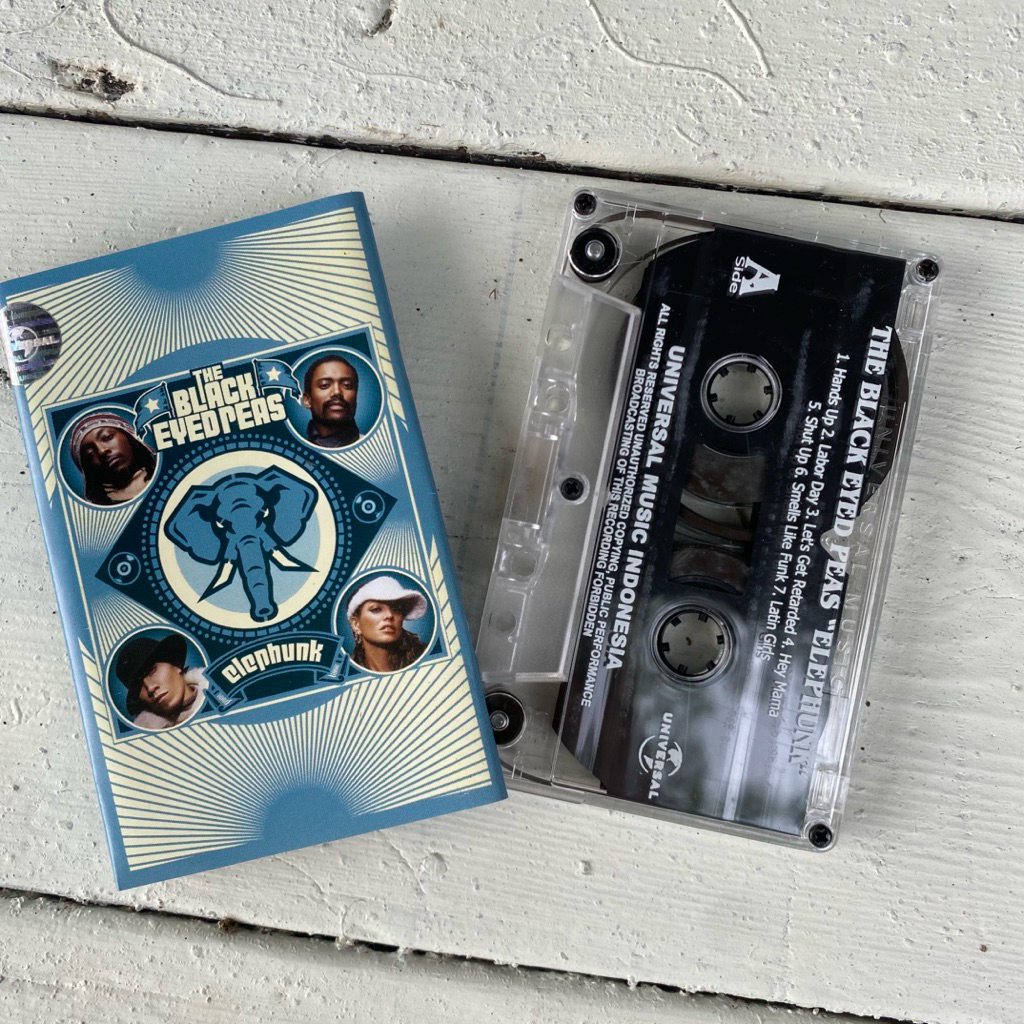 THE
BLACK
EYED PEAS
elephunk
A
Side
THE BLACK EYED PEAS "ELEPHUNK"
1. Hands Up 2. Labor Day 3. Let's Get Retarded 4. Hey Mama
5. Shut Up 6. Smells Like Funk 7. Latin Girls
UNIVERSAL
UNIVERSAL MUSIC INDONESIA
ALL RIGHTS RESERVED UNAUTHORIZED COPYING, PUBLIC PERFORMANCE
BROADCASTING OF THIS RECORDING FORBIDDEN